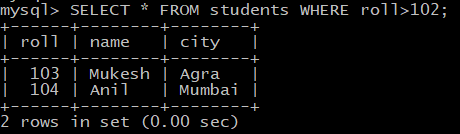 mysql> SELECT * FROM students WHERE roll>102;
+------+--------+--------+
| roll | name   | city   |
+------+--------+--------+
|  103 | Mukesh | Agra   |
|  104 | Anil   | Mumbai |
+------+--------+--------+
2 rows in set (0.00 sec)